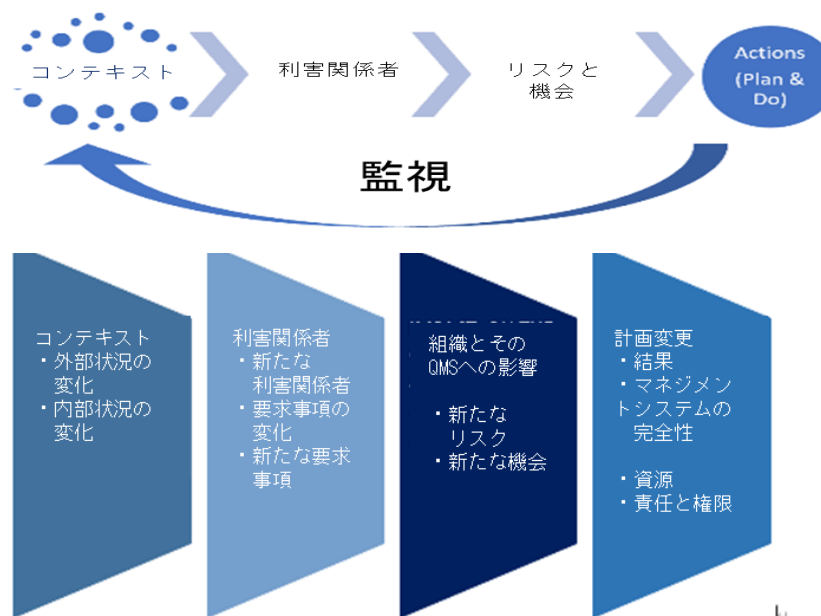 コンテキスト
利害関係者
リスクと
機会
Actions
(Plan &
Do)
監視
コンテキスト
・外部状況の
変化
・内部状況の
変化
利害関係者
・新たな
利害関係者
・要求事項の
変化
・新たな要求
事項
組織とその
QMSへの影響
・新たな
リスク
・新たな機会
計画変更
・結果
・マネジメン
トシステムの
完全性
・資源
・責任と権限